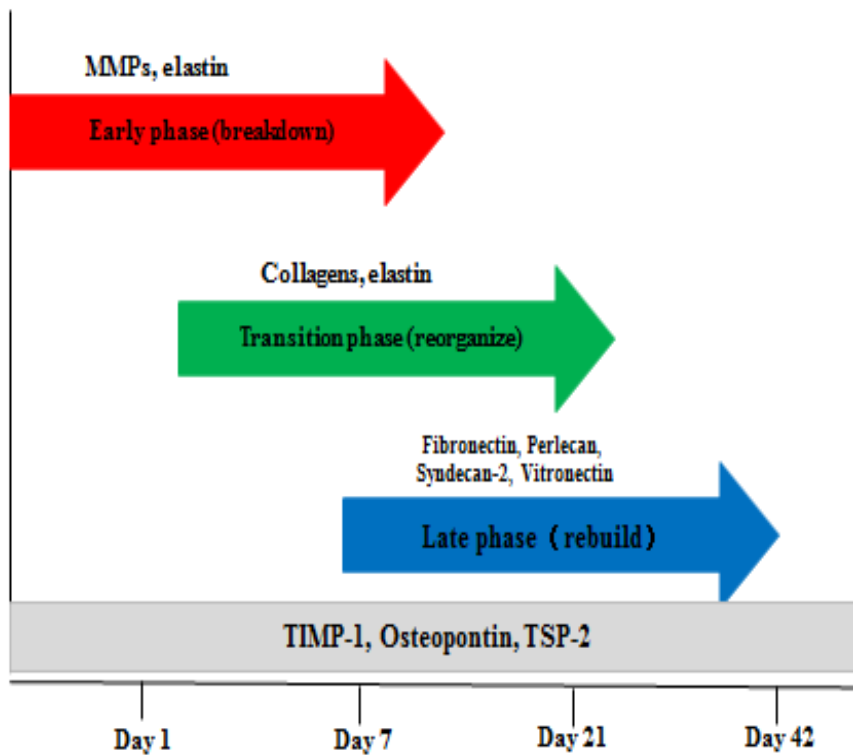 MMPs, elastin
Early phase (breakdown)
Collagens, elastin
Transition phase (reorganize)
Fibronectin, Perlecan,
Syndecan-2, Vitronectin
Late phase ( rebuild )
TIMP-1, Osteopontin, TSP-2
Day 1 Day 7 Day 21 Day 42